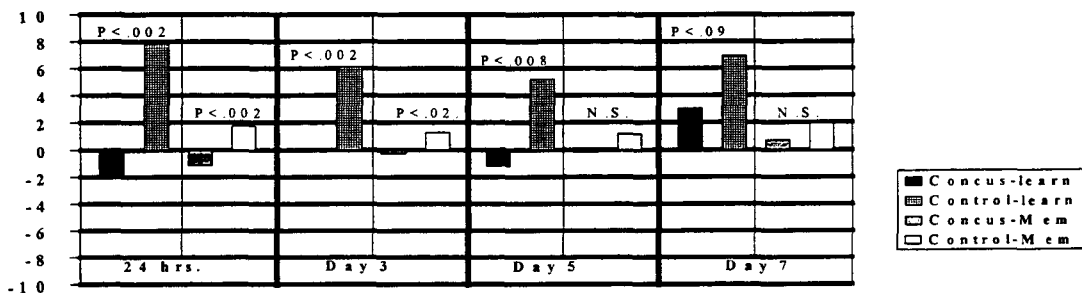 10
8
6
4
2
0
-2
-4
-6
-8
-10
P<.002
P<.002
P<.002
P<.02.
P<.008
N.S.
P<.09
N.S.
24 hrs.
Day 3
Day 5
Day 7
Concus-learn
Control-learn
Concus-Mem
Control-Mem